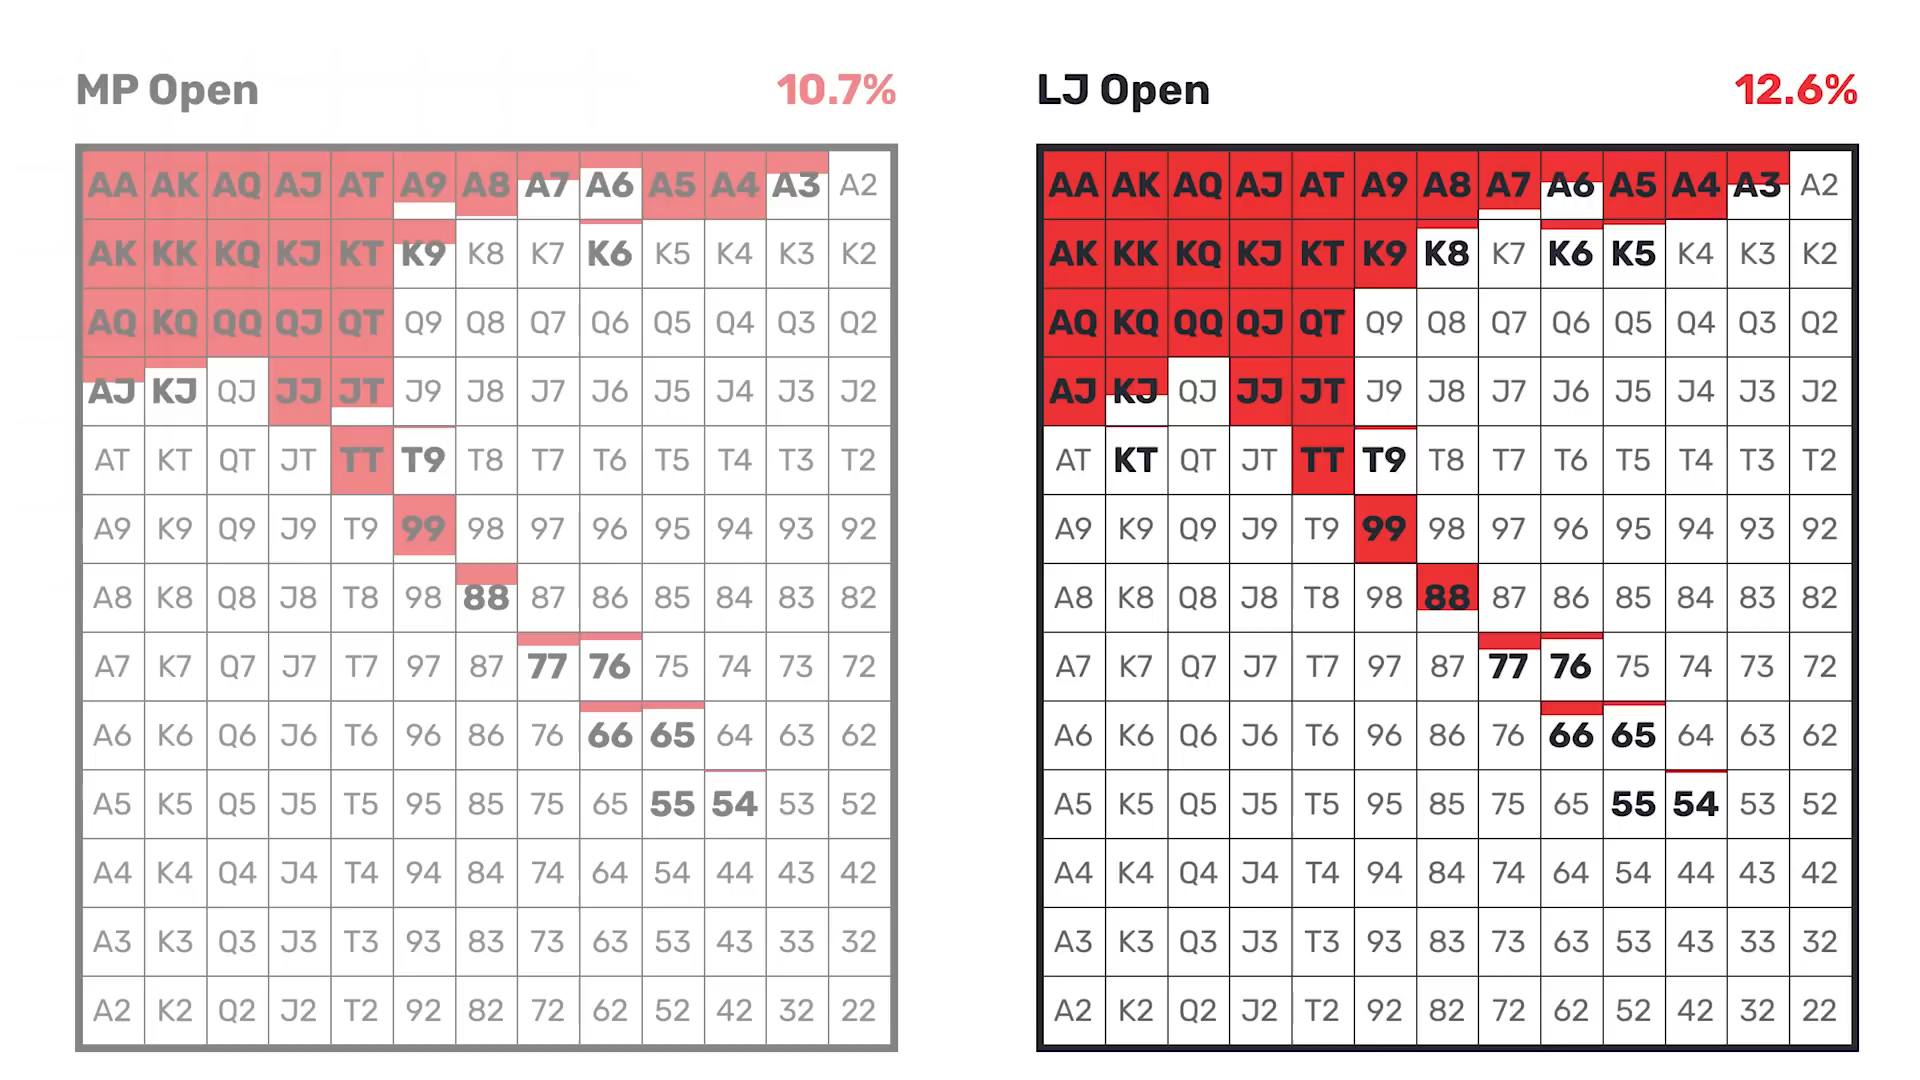 MP Open 10.7%
AA AK AQ AJ AT A9 A8 A7 A6 A5 A4 A3 A2
AK KK KQ KJ KT K9 K8 K7 K6 K5 K4 K3 K2
AQ KQ QQ QJ QT Q9 Q8 Q7 Q6 Q5 Q4 Q3 Q2
AJ KJ QJ JJ JT J9 J8 J7 J6 J5 J4 J3 J2
AT KT QT JT TT T9 T8 T7 T6 T5 T4 T3 T2
A9 K9 Q9 J9 T9 99 98 97 96 95 94 93 92
A8 K8 Q8 J8 T8 98 88 87 86 85 84 83 82
A7 K7 Q7 J7 T7 97 87 77 76 75 74 73 72
A6 K6 Q6 J6 T6 96 86 76 66 65 64 63 62
A5 K5 Q5 J5 T5 95 85 75 65 55 54 53 52
A4 K4 Q4 J4 T4 94 84 74 64 54 44 43 42
A3 K3 Q3 J3 T3 93 83 73 63 53 43 33 32
A2 K2 Q2 J2 T2 92 82 72 62 52 42 32 22
LJ Open 12.6%
AA AK AQ AJ AT A9 A8 A7 A6 A5 A4 A3 A2
AK KK KQ KJ KT K9 K8 K7 K6 K5 K4 K3 K2
AQ KQ QQ QJ QT Q9 Q8 Q7 Q6 Q5 Q4 Q3 Q2
AJ KJ QJ JJ JT J9 J8 J7 J6 J5 J4 J3 J2
AT KT QT JT TT T9 T8 T7 T6 T5 T4 T3 T2
A9 K9 Q9 J9 T9 99 98 97 96 95 94 93 92
A8 K8 Q8 J8 T8 98 88 87 86 85 84 83 82
A7 K7 Q7 J7 T7 97 87 77 76 75 74 73 72
A6 K6 Q6 J6 T6 96 86 76 66 65 64 63 62
A5 K5 Q5 J5 T5 95 85 75 65 55 54 53 52
A4 K4 Q4 J4 T4 94 84 74 64 54 44 43 42
A3 K3 Q3 J3 T3 93 83 73 63 53 43 33 32
A2 K2 Q2 J2 T2 92 82 72 62 52 42 32 22